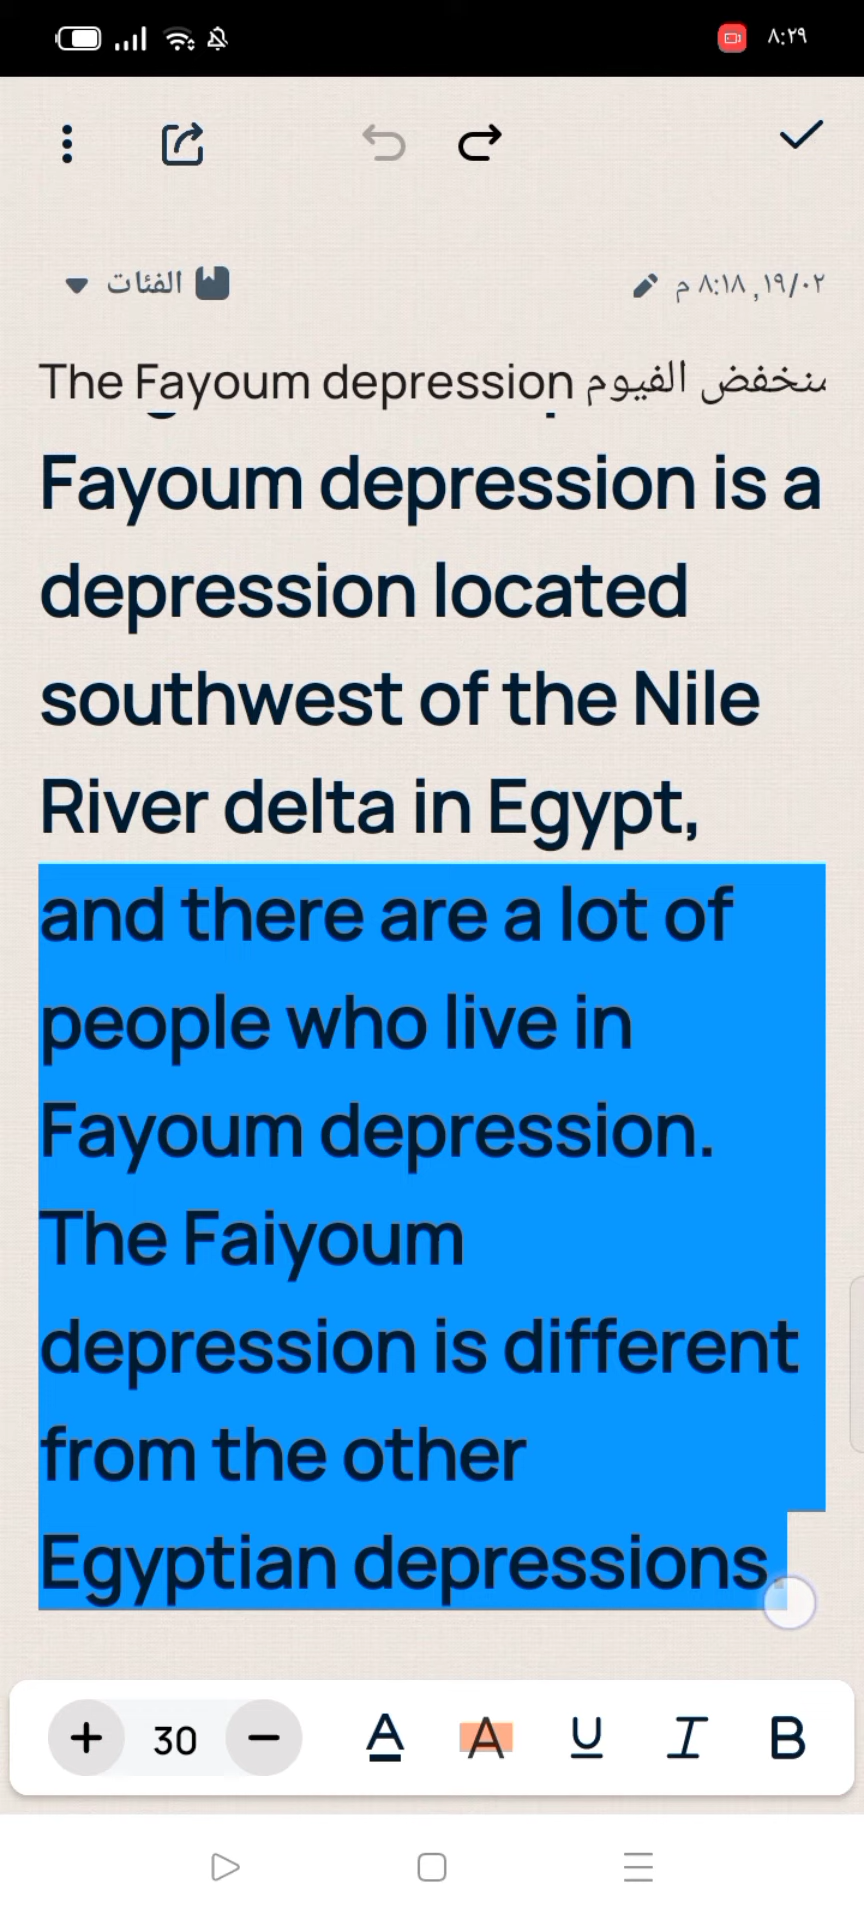 ٨:٢٩
الفئات
١٩/٠٢, ٨:١٨ م
The Fayoum depression منخفض الفيوم
Fayoum depression is a
depression located
southwest of the Nile
River delta in Egypt,
and there are a lot of
people who live in
Fayoum depression.
The Faiyoum
depression is different
from the other
Egyptian depressions.
30
A A U I B